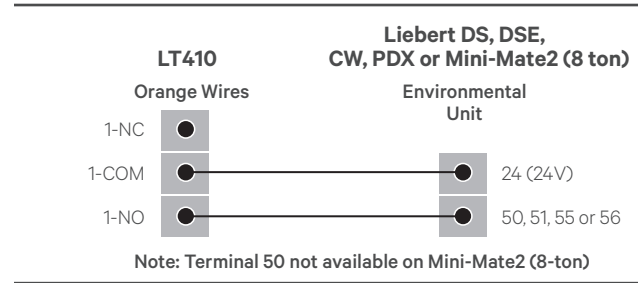 Liebert DS, DSE,
LT410 CW, PDX or Mini-Mate2 (8 ton)
Orange Wires Environmental
Unit
1-NC
1-COM 24 (24V)
1-NO 50, 51, 55 or 56
Note: Terminal 50 not available on Mini-Mate2 (8-ton)